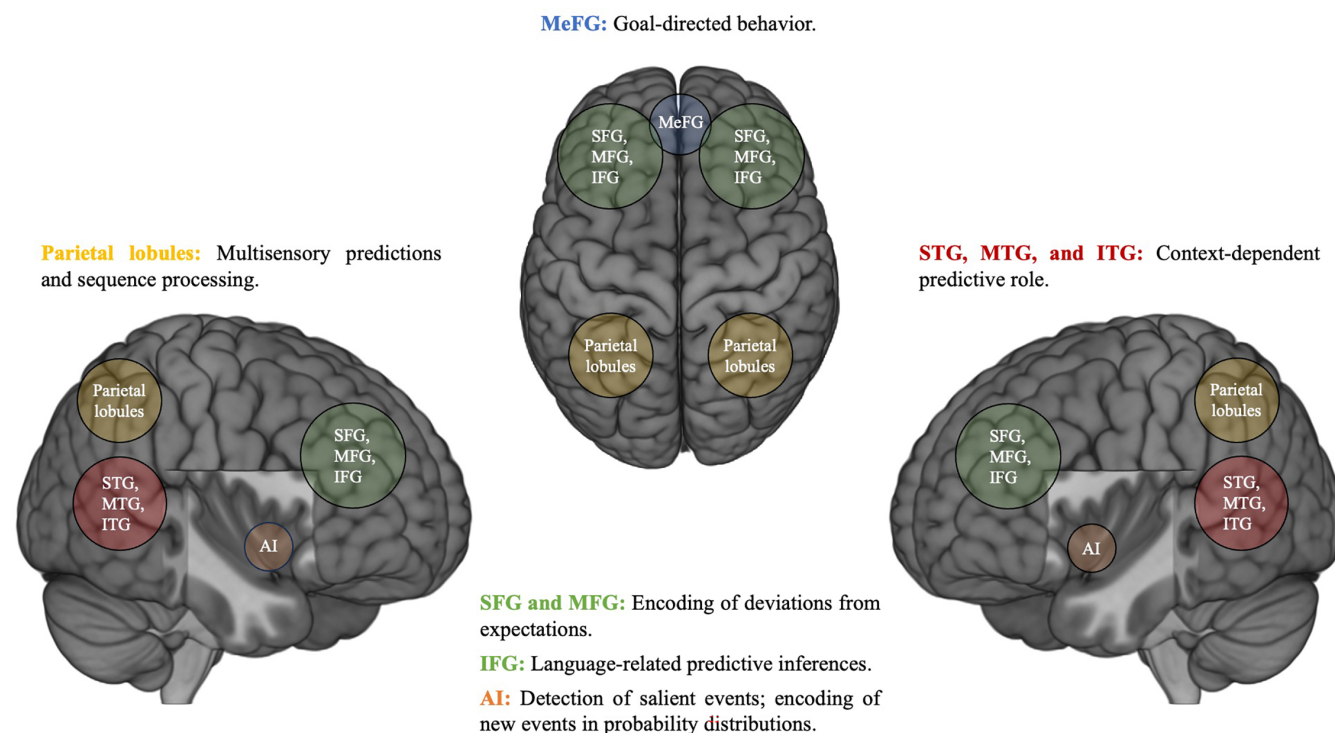 MeFG: Goal-directed behavior.
MeFG
SFG,
MFG,
IFG
SFG,
MFG,
IFG
Parietal lobules: Multisensory predictions
and sequence processing.
STG, MTG, and ITG: Context-dependent
predictive role.
Parietal
lobules
Parietal
lobules
Parietal
lobules
SFG,
MFG,
IFG
STG,
MTG,
ITG
AI
Parietal
lobules
SFG,
MFG,
IFG
STG,
MTG,
ITG
AI
SFG and MFG: Encoding of deviations from
expectations.
IFG: Language-related predictive inferences.
AI: Detection of salient events; encoding of
new events in probability distributions.